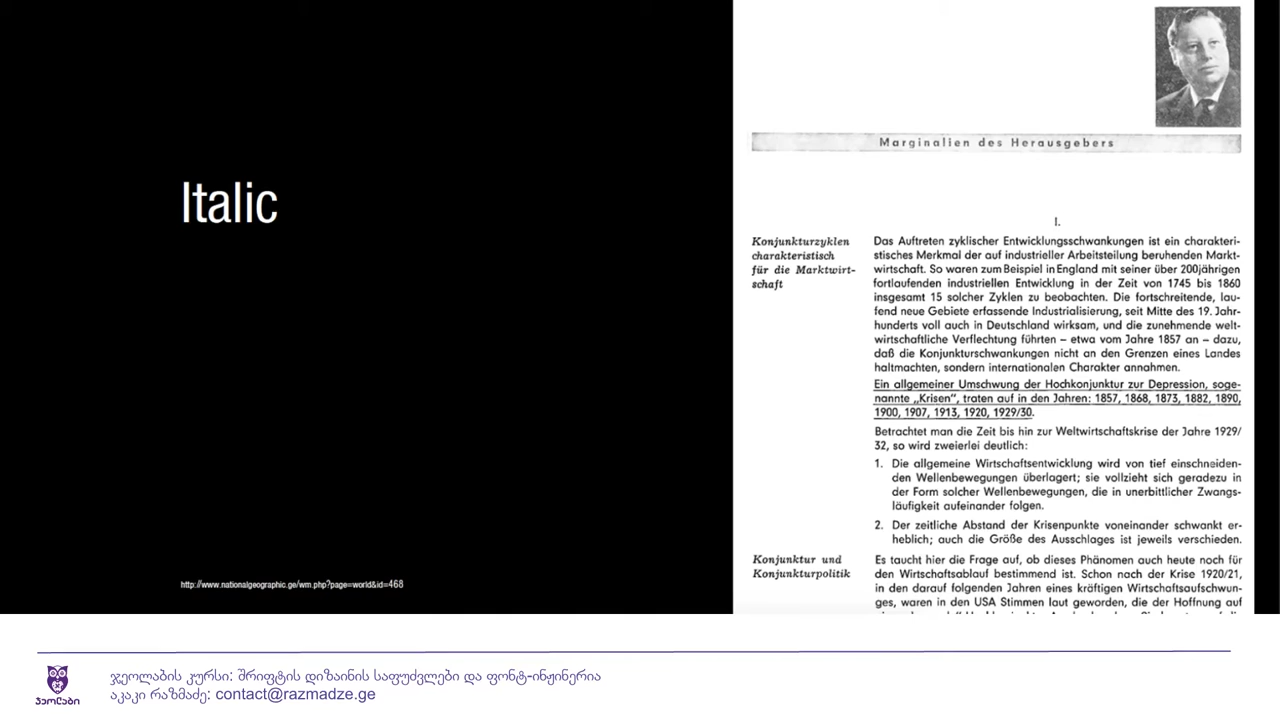 Italic
http://www.nationalgeographic.ge/wm.php?page=world&id=468
Marginalien des Herausgebers
I.
Konjunkturzyklen
charakteristisch
für die Marktwirt-
schaft
Das Auftreten zyklischer Entwicklungsschwankungen ist ein charakteri-
stisches Merkmal der auf industrieller Arbeitsteilung beruhenden Markt-
wirtschaft. So waren zum Beispiel in England mit seiner über 200jährigen
fortlaufenden industriellen Entwicklung in der Zeit von 1745 bis 1860
insgesamt 15 solcher Zyklen zu beobachten. Die fortschreitende, lau-
fend neue Gebiete erfassende Industrialisierung, seit Mitte des 19. Jahr-
hunderts voll auch in Deutschland wirksam, und die zunehmende welt-
wirtschaftliche Verflechtung führten – etwa vom Jahre 1857 an – dazu,
daß die Konjunkturschwankungen nicht an den Grenzen eines Landes
haltmachten, sondern internationalen Charakter annahmen.
Ein allgemeiner Umschwung der Hochkonjunktur zur Depression, soge-
nannte „Krisen“, traten auf in den Jahren: 1857, 1868, 1873, 1882, 1890,
1900, 1907, 1913, 1920, 1929/30.
Betrachtet man die Zeit bis hin zur Weltwirtschaftskrise der Jahre 1929/
32, so wird zweierlei deutlich:
1. Die allgemeine Wirtschaftsentwicklung wird von tief einschneiden-
den Wellenbewegungen überlagert; sie vollzieht sich geradezu in
der Form solcher Wellenbewegungen, die in unerbittlicher Zwangs-
läufigkeit aufeinander folgen.
2. Der zeitliche Abstand der Krisenpunkte voneinander schwankt er-
heblich; auch die Größe des Ausschlages ist jeweils verschieden.
Konjunktur und
Konjunkturpolitik
Es taucht hier die Frage auf, ob dieses Phänomen auch heute noch für
den Wirtschaftsablauf bestimmend ist. Schon nach der Krise 1920/21,
in den darauf folgenden Jahren eines kräftigen Wirtschaftsaufschwun-
ges, waren in den USA Stimmen laut geworden, die der Hoffnung auf
ჯეოლაბი
ჯეოლაბის კურსი: შრიფტის დიზაინის საფუძვლები და ფონტ-ინჟინერია
აკაკი რაზმაძე: contact@razmadze.ge